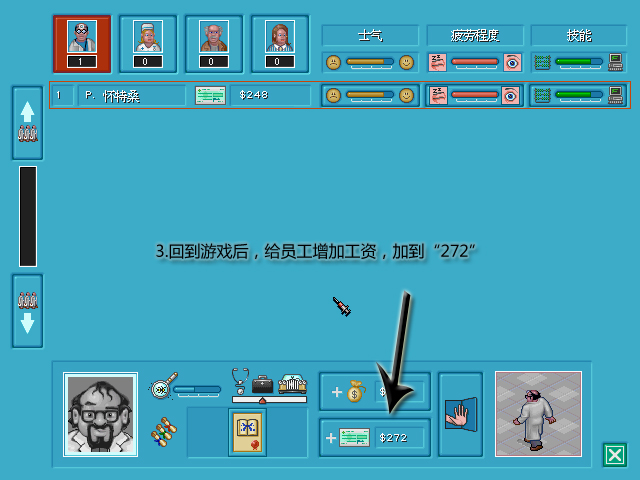 1 0 0 0
士气 疲劳程度 技能
1 P. 怀特桑 $248
3.回到游戏后，给员工增加工资，加到“272”
$272